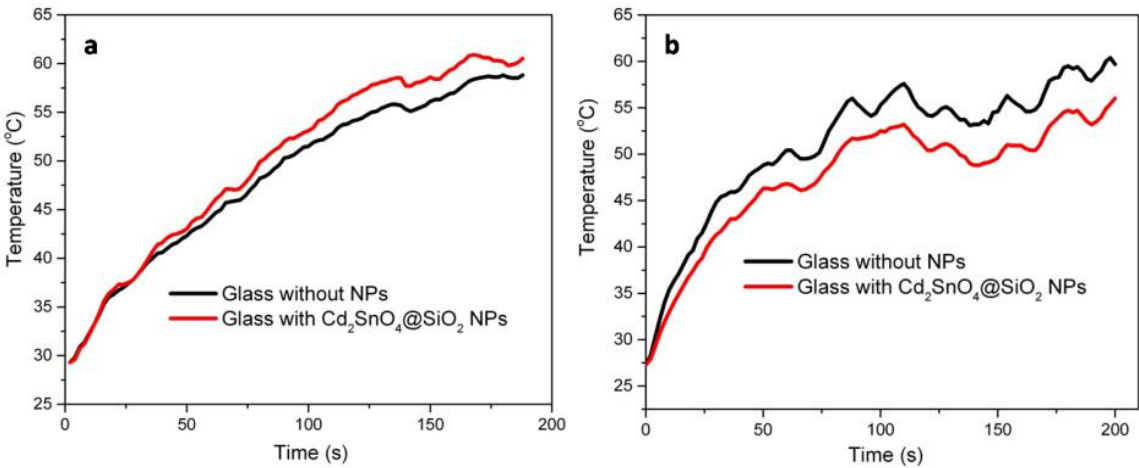 a
65
60
55
50
45
40
35
30
25
Temperature (°C)
Glass without NPs
Glass with Cd₂SnO₄@SiO₂ NPs
0
50
100
150
200
Time (s)
b
65
60
55
50
45
40
35
30
25
Temperature (°C)
Glass without NPs
Glass with Cd₂SnO₄@SiO₂ NPs
0
50
100
150
200
Time (s)